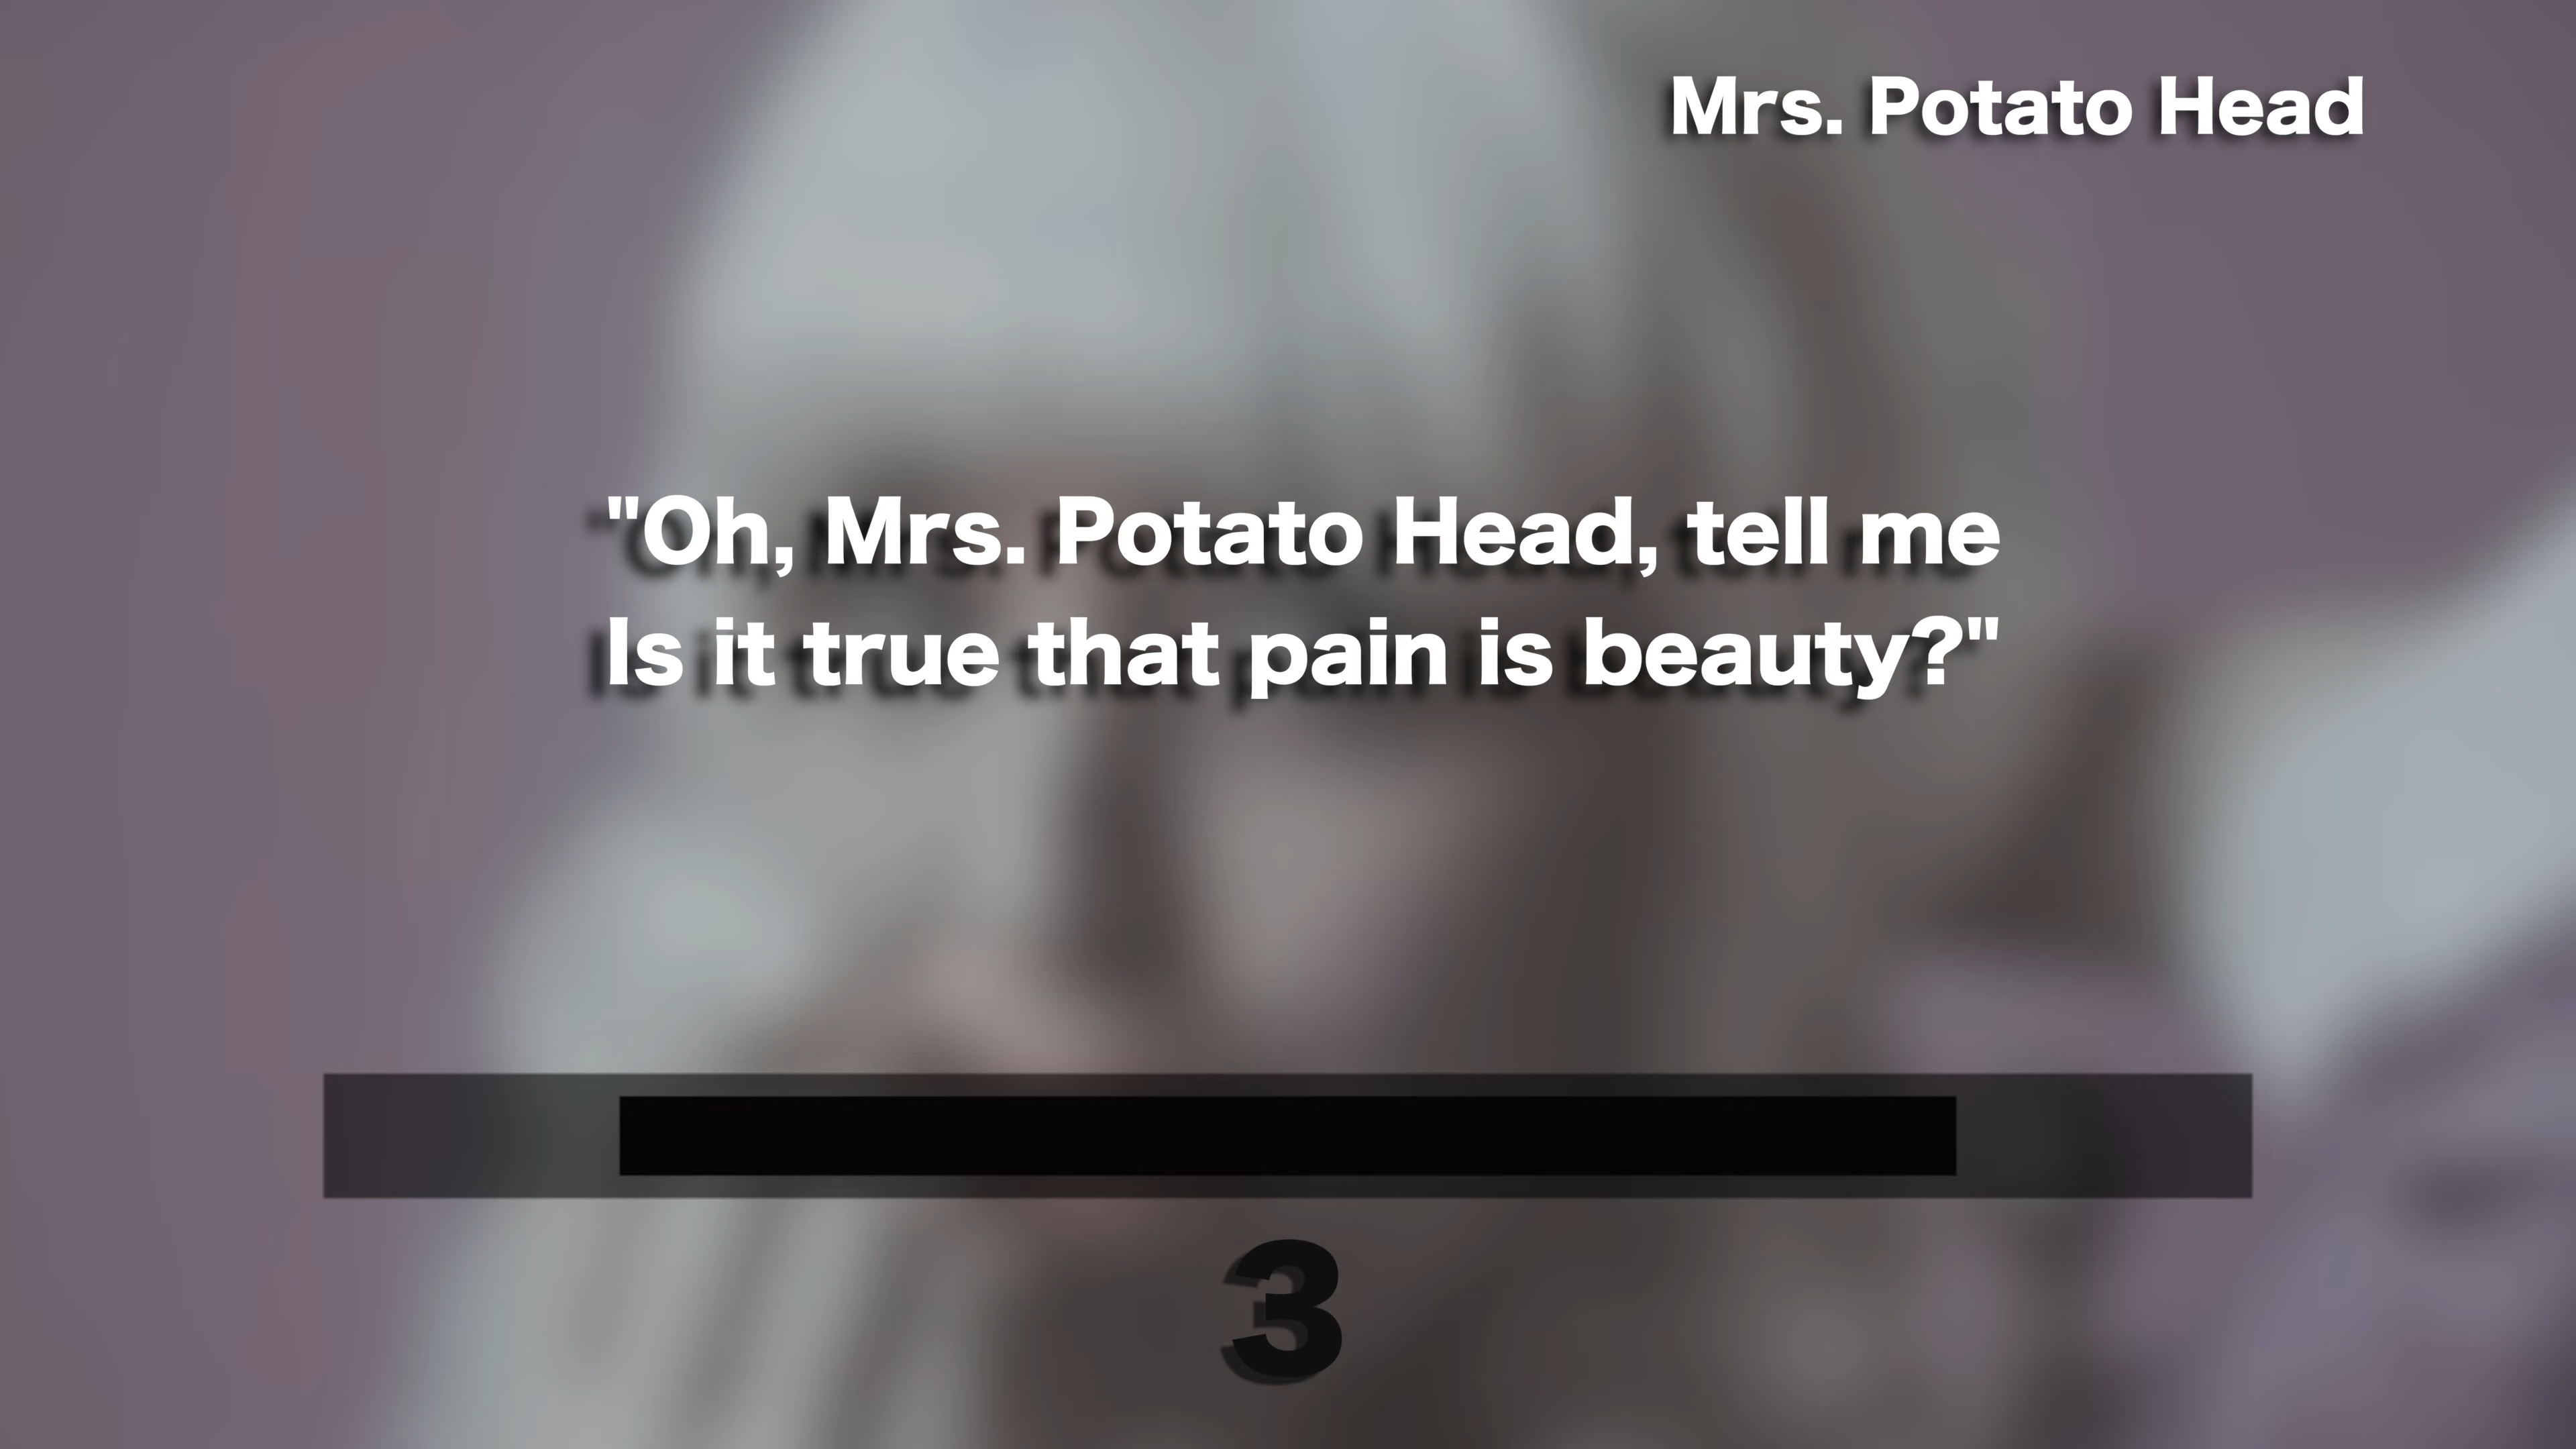 Mrs. Potato Head
"Oh, Mrs. Potato Head, tell me
Is it true that pain is beauty?"
3